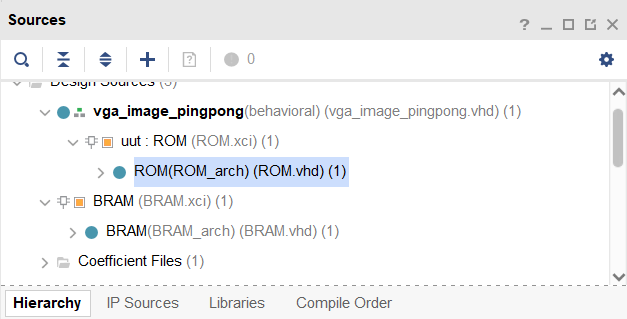 Sources
? _ □ ×
0
Design Sources (3)
vga_image_pingpong(behavioral) (vga_image_pingpong.vhd) (1)
uut : ROM (ROM.xci) (1)
ROM(ROM_arch) (ROM.vhd) (1)
BRAM (BRAM.xci) (1)
BRAM(BRAM_arch) (BRAM.vhd) (1)
Coefficient Files (1)
Hierarchy IP Sources Libraries Compile Order